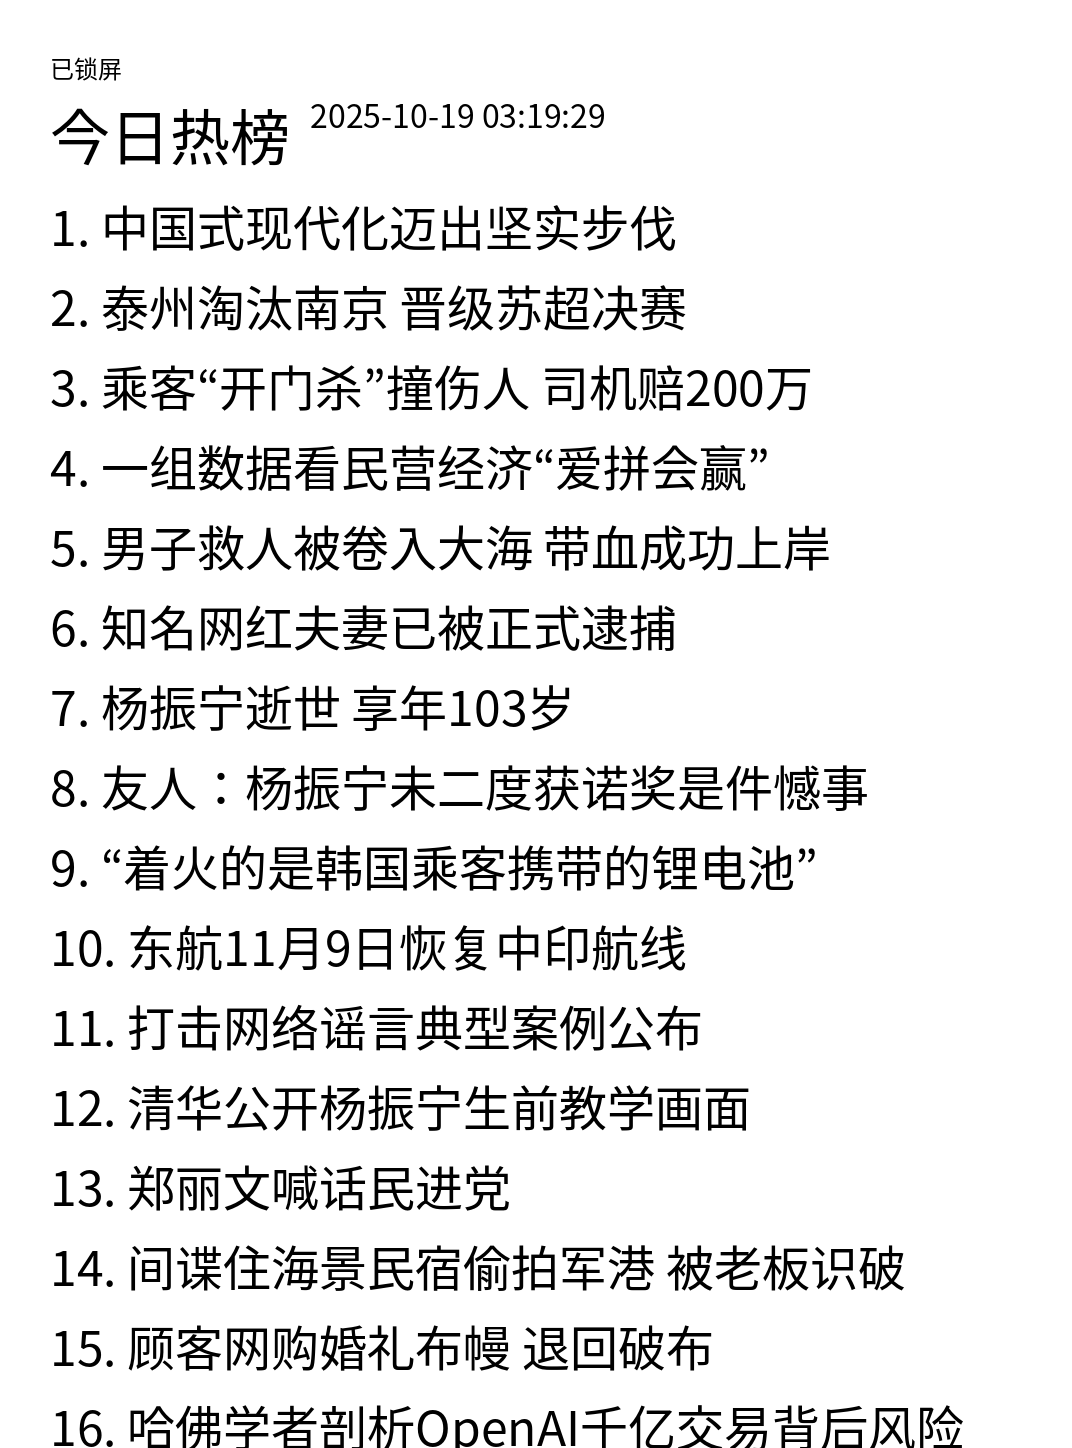 已锁屏
今日热榜 2025-10-19 03:19:29
1. 中国式现代化迈出坚实步伐
2. 泰州淘汰南京 晋级苏超决赛
3. 乘客“开门杀”撞伤人 司机赔200万
4. 一组数据看民营经济“爱拼会赢”
5. 男子救人被卷入大海 带血成功上岸
6. 知名网红夫妻已被正式逮捕
7. 杨振宁逝世 享年103岁
8. 友人：杨振宁未二度获诺奖是件憾事
9. “着火的是韩国乘客携带的锂电池”
10. 东航11月9日恢复中印航线
11. 打击网络谣言典型案例公布
12. 清华公开杨振宁生前教学画面
13. 郑丽文喊话民进党
14. 间谍住海景民宿偷拍军港 被老板识破
15. 顾客网购婚礼布幔 退回破布
16. 哈佛学者剖析OpenAI千亿交易背后风险